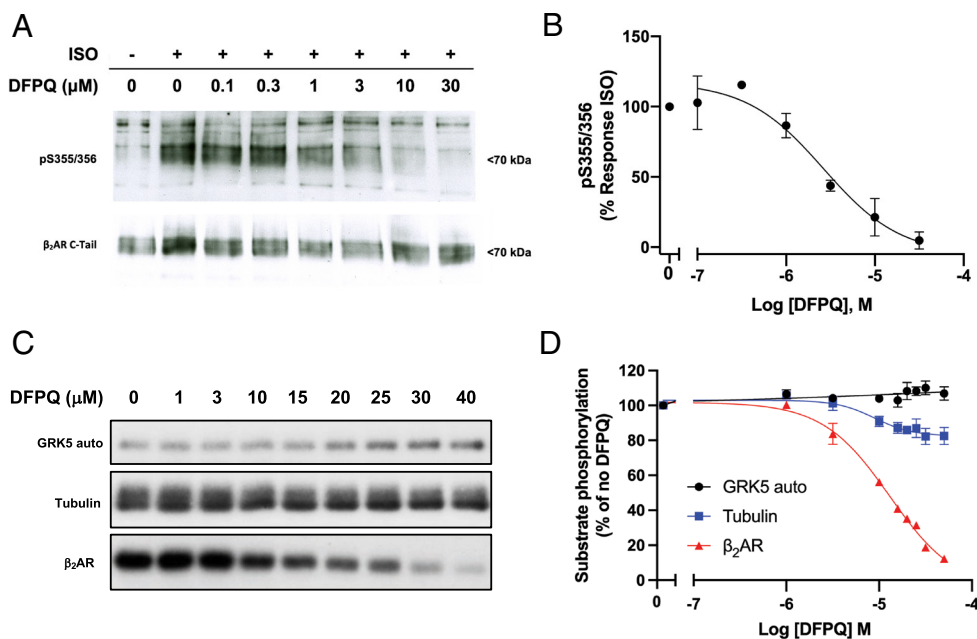 A
ISO - + + + + + + +
DFPQ (μM) 0 0 0.1 0.3 1 3 10 30
pS355/356 <70 kDa
β₂AR C-Tail <70 kDa
B
pS355/356
(% Response ISO)
150
100
50
0
0 -7 -6 -5 -4
Log [DFPQ], M
C
DFPQ (μM) 0 1 3 10 15 20 25 30 40
GRK5 auto
Tubulin
β₂AR
D
Substrate phosphorylation
(% of no DFPQ)
120
100
80
60
40
20
0
GRK5 auto
Tubulin
β₂AR
0 -7 -6 -5 -4
Log [DFPQ] M